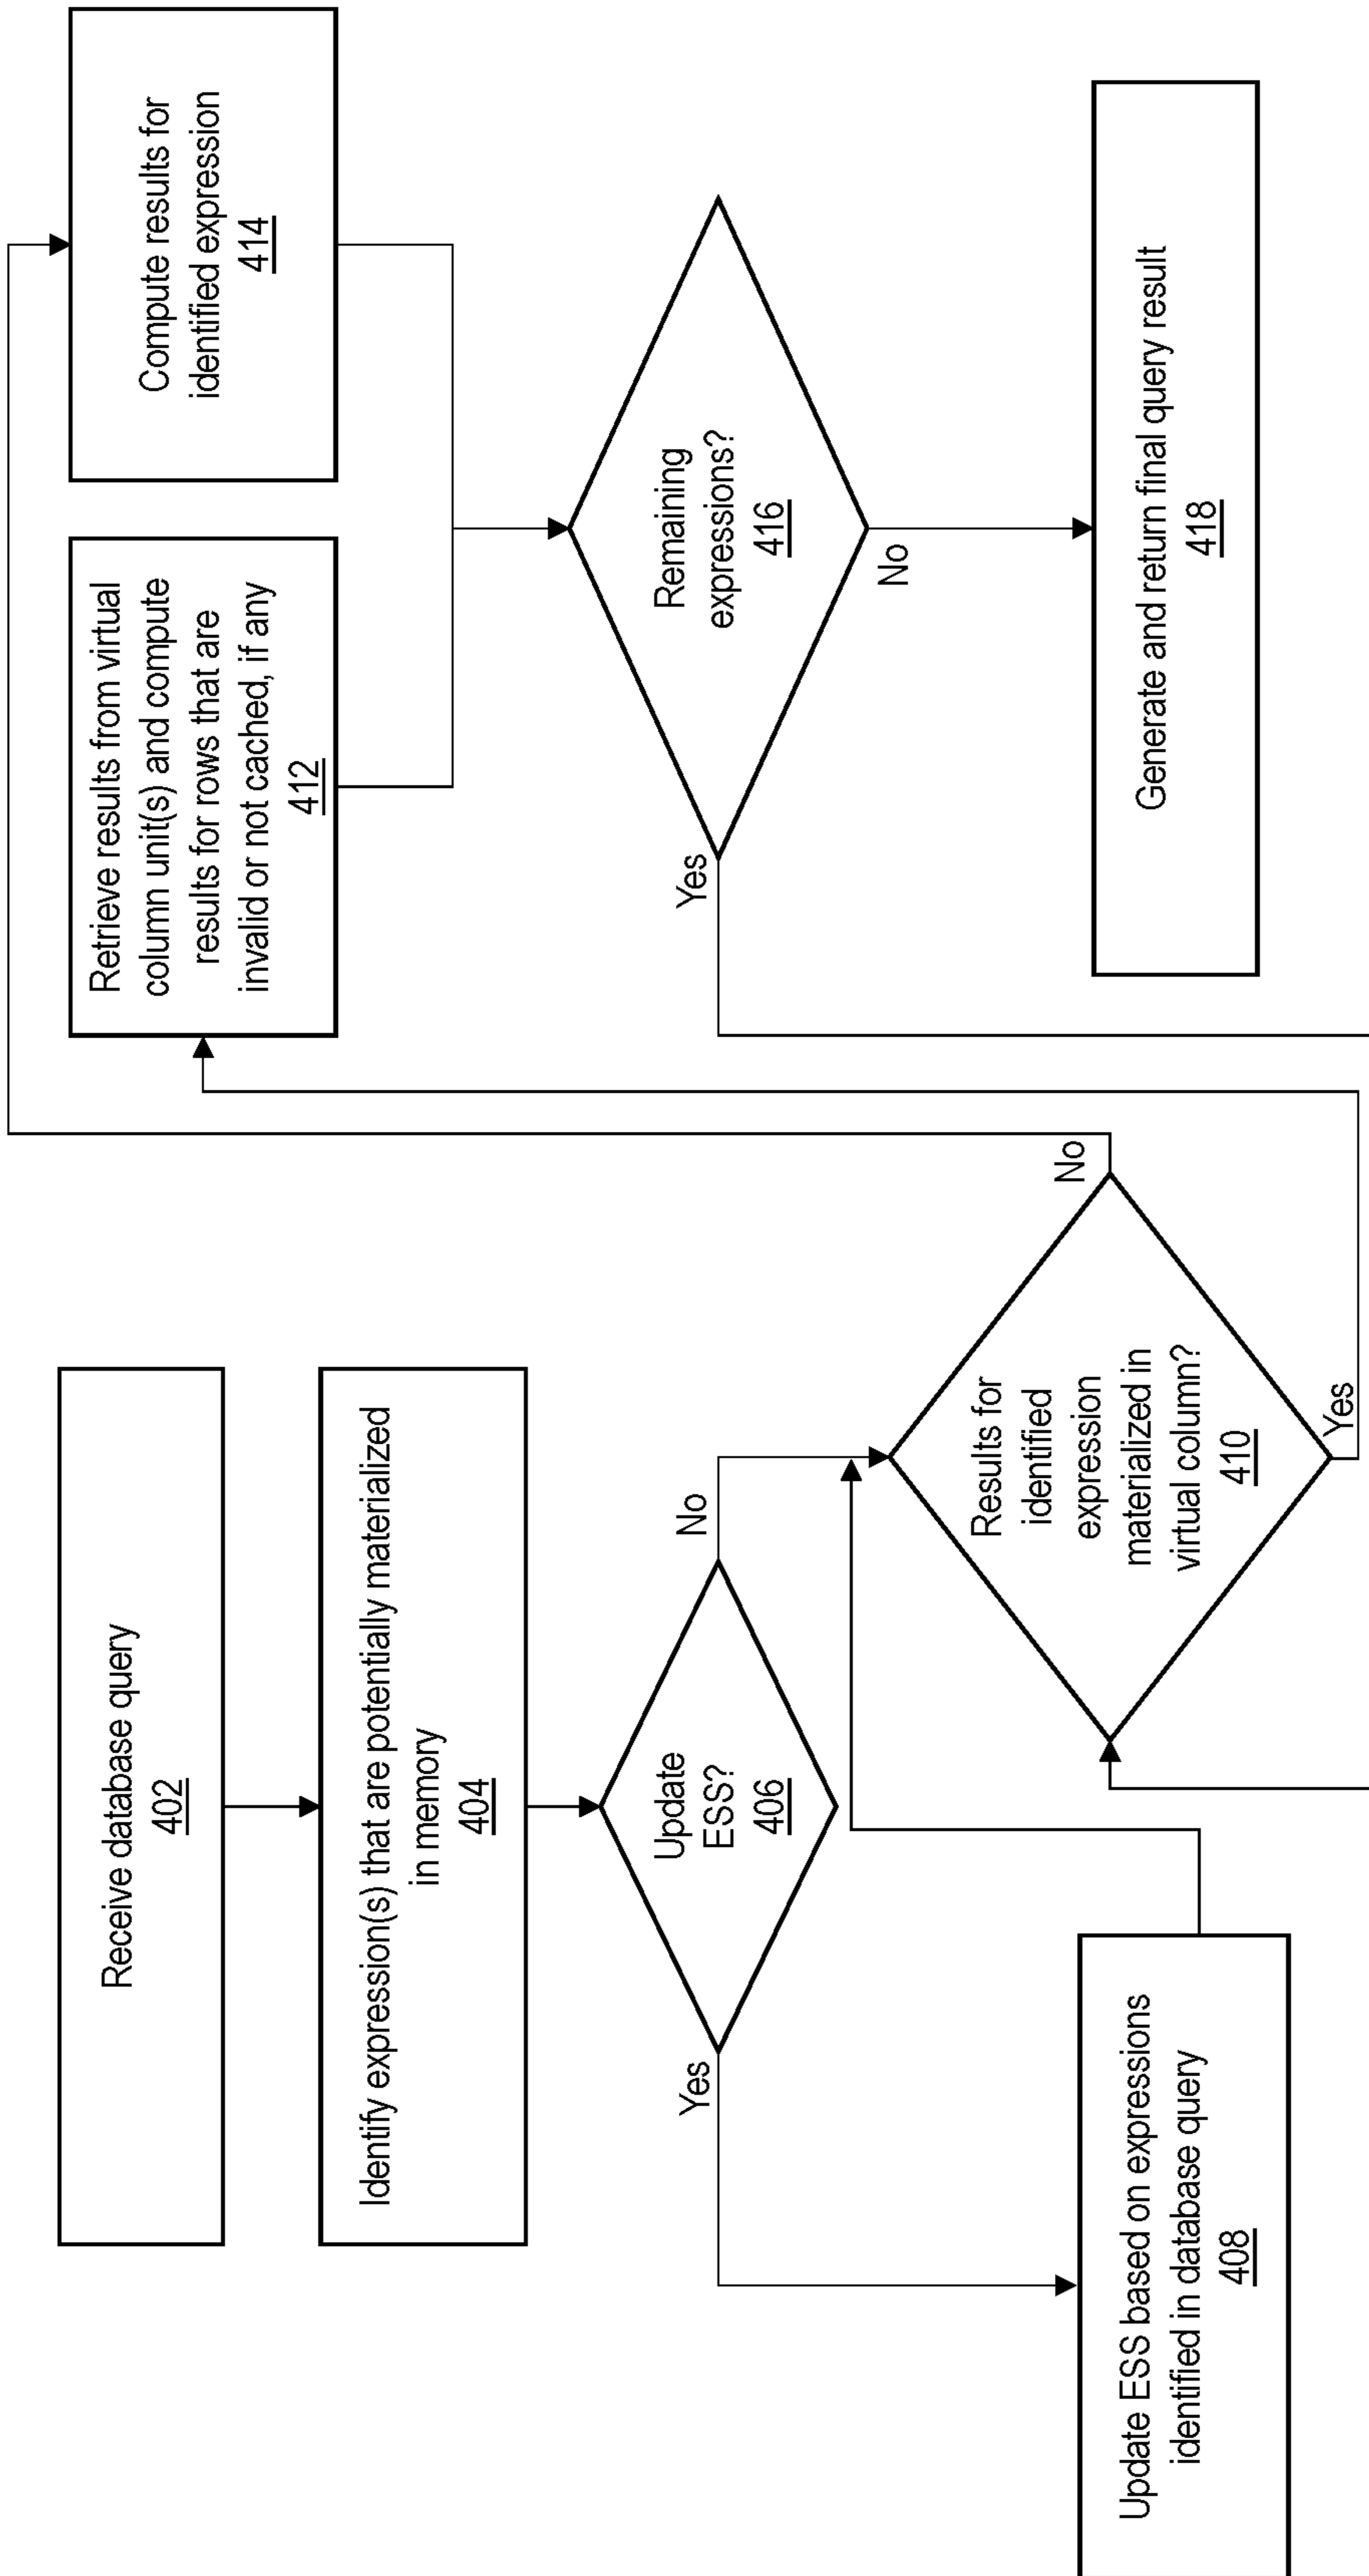 Receive database query
402
Identify expression(s) that are potentially materialized
in memory
404
Update
ESS?
406
Yes
No
Update ESS based on expressions
identified in database query
408
Results for
identified
expression
materialized in
virtual column?
410
No
Yes
Retrieve results from virtual
column unit(s) and compute
results for rows that are
invalid or not cached, if any
412
Compute results for
identified expression
414
Remaining
expressions?
416
Yes
No
Generate and return final query result
418